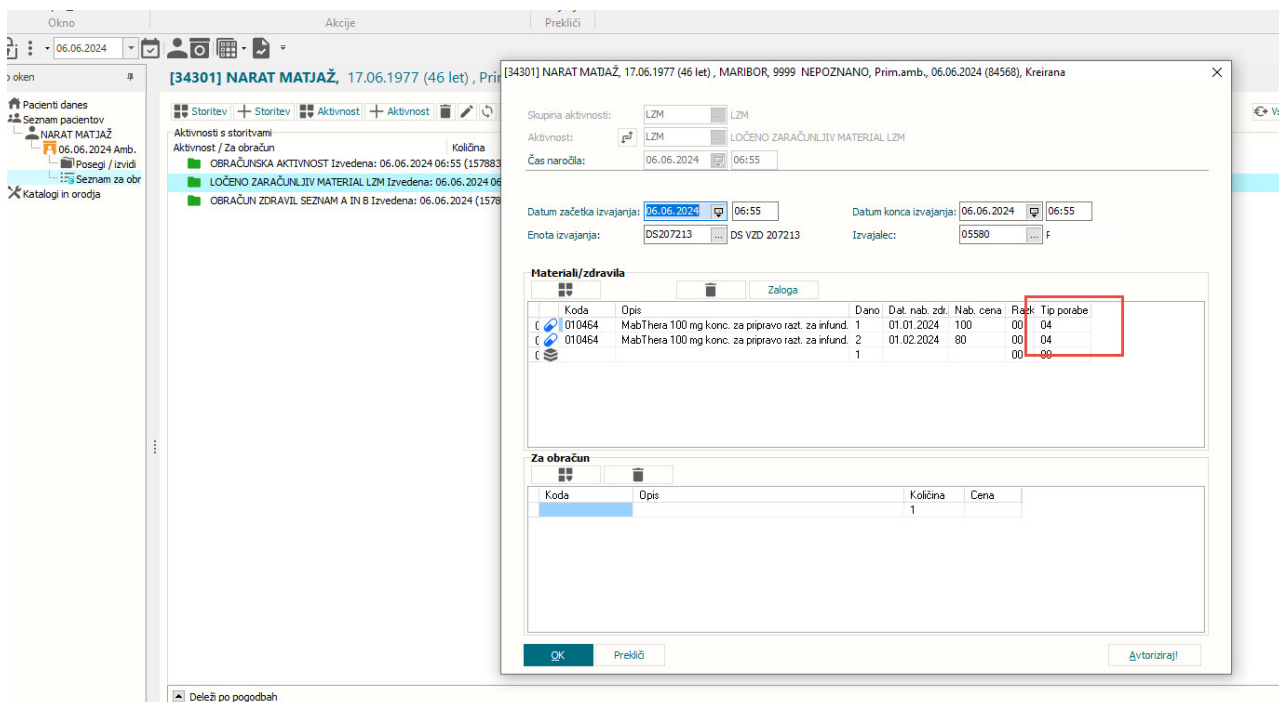 Okno Akcije Prekliči
06.06.2024
[34301] NARAT MATJAŽ, 17.06.1977 (46 let) , Pri
Storitev Storitev Aktivnost Aktivnost
oken
Pacienti danes
Seznam pacientov
NARAT MATJAŽ
06.06.2024 Amb.
Posegi / izvidi
Seznam za obr
Katalogi in orodja
Aktivnosti s storitvami
Aktivnost / Za obračun Količina
OBRAČUNSKA AKTIVNOST Izvedena: 06.06.2024 06:55 (157883
LOČENO ZARAČUNLJIV MATERIAL LZM Izvedena: 06.06.2024 06
OBRAČUN ZDRAVIL SEZNAM A IN B Izvedena: 06.06.2024 (1578
Deleži po pogodbah
[34301] NARAT MATJAŽ, 17.06.1977 (46 let) , MARIBOR, 9999 NEPOZNANO, Prim.amb., 06.06.2024 (84568), Kreirana
Skupina aktivnosti: LZM ... LZM
Aktivnost: LZM ... LOČENO ZARAČUNLJIV MATERIAL LZM
Čas naročila: 06.06.2024 06:55
Datum začetka izvajanja: 06.06.2024 06:55 Datum konca izvajanja: 06.06.2024 06:55
Enota izvajanja: DS207213 ... DS VZD 207213 Izvajalec: 05580 ...
Materiali/zdravila
Zaloga
Koda Opis Dano Dat. nab. zdr. Nab. cena Tip porabe
010464 MabThera 100 mg konc. za pripravo razt. za infund. 1 01.01.2024 100 00 04
010464 MabThera 100 mg konc. za pripravo razt. za infund. 2 01.02.2024 80 00 04
1 00 00
Za obračun
Koda Opis Količina Cena
1
OK Prekliči Avtoriziraj!